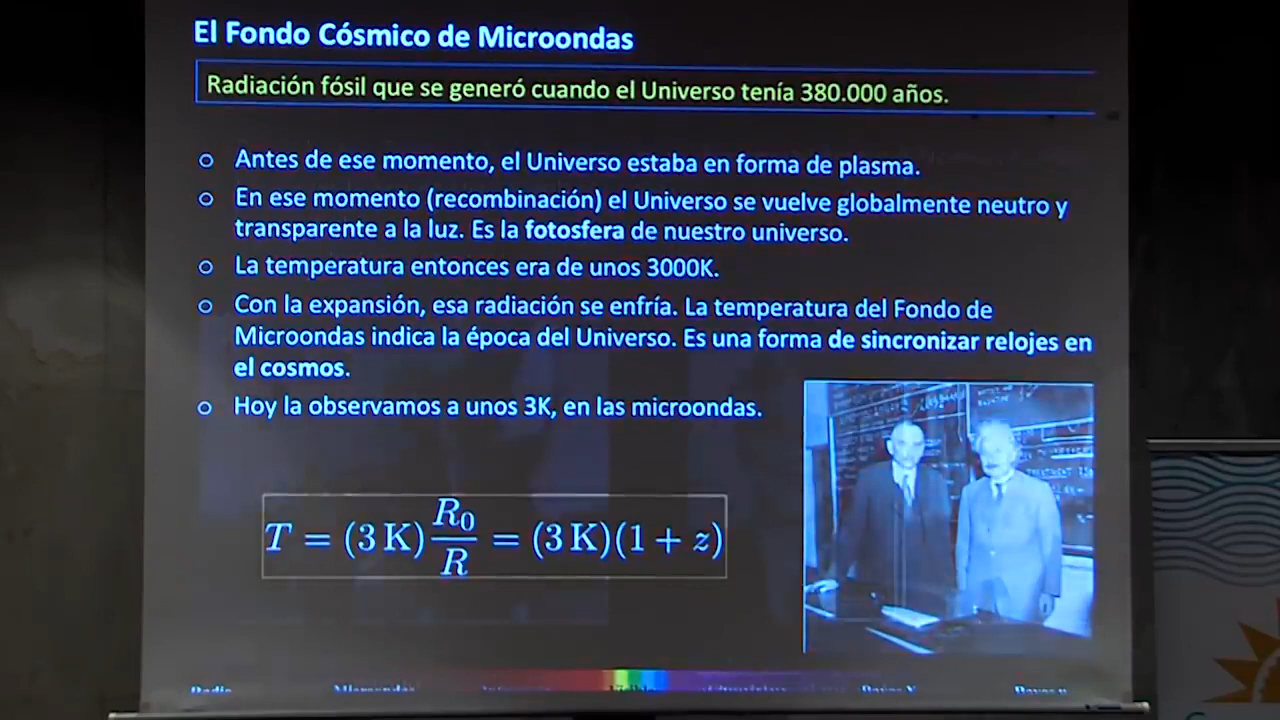 El Fondo Cósmico de Microondas
Radiación fósil que se generó cuando el Universo tenía 380.000 años.
o Antes de ese momento, el Universo estaba en forma de plasma.
o En ese momento (recombinación) el Universo se vuelve globalmente neutro y
transparente a la luz. Es la fotosfera de nuestro universo.
o La temperatura entonces era de unos 3000K.
o Con la expansión, esa radiación se enfría. La temperatura del Fondo de
Microondas indica la época del Universo. Es una forma de sincronizar relojes en
el cosmos.
o Hoy la observamos a unos 3K, en las microondas.
T = (3 K) R₀/R = (3 K)(1 + z)